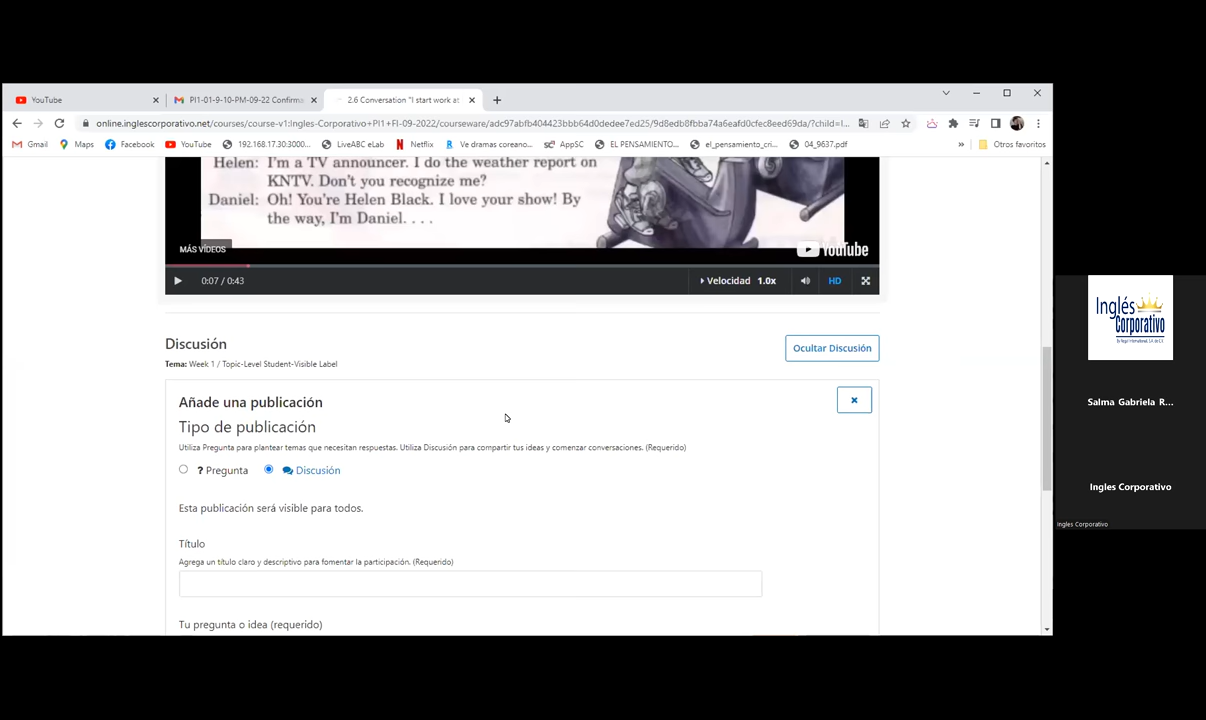 YouTube
PI1-01-9-10-PM-09-22 Confirma
2.6 Conversation "I start work at
online.inglescorporativo.net/courses/course-v1:Ingles-Corporativo+PI1+FI-09-2022/courseware/adc97abfb404423bbb64d0dedee7ed25/9d8edb8fbba74a6eafd0cfec8eed69da/?child=l...
Gmail
Maps
Facebook
YouTube
192.168.17.30:3000...
LiveABC eLab
Netflix
Ve dramas coreano...
AppSC
EL PENSAMIENTO...
el_pensamiento_cri...
04_9637.pdf
»
Otros favoritos
Helen: I'm a TV announcer. I do the weather report on
KNTV. Don't you recognize me?
Daniel: Oh! You're Helen Black. I love your show! By
the way, I'm Daniel. . . .
MÁS VÍDEOS
YouTube
0:07 / 0:43
Velocidad 1.0x
HD
Discusión
Ocultar Discusión
Tema: Week 1 / Topic-Level Student-Visible Label
Añade una publicación
Tipo de publicación
Utiliza Pregunta para plantear temas que necesitan respuestas. Utiliza Discusión para compartir tus ideas y comenzar conversaciones. (Requerido)
? Pregunta
Discusión
Esta publicación será visible para todos.
Título
Agrega un título claro y descriptivo para fomentar la participación. (Requerido)
Tu pregunta o idea (requerido)
Inglés
Corporativo
Salma Gabriela R...
Ingles Corporativo
Ingles Corporativo